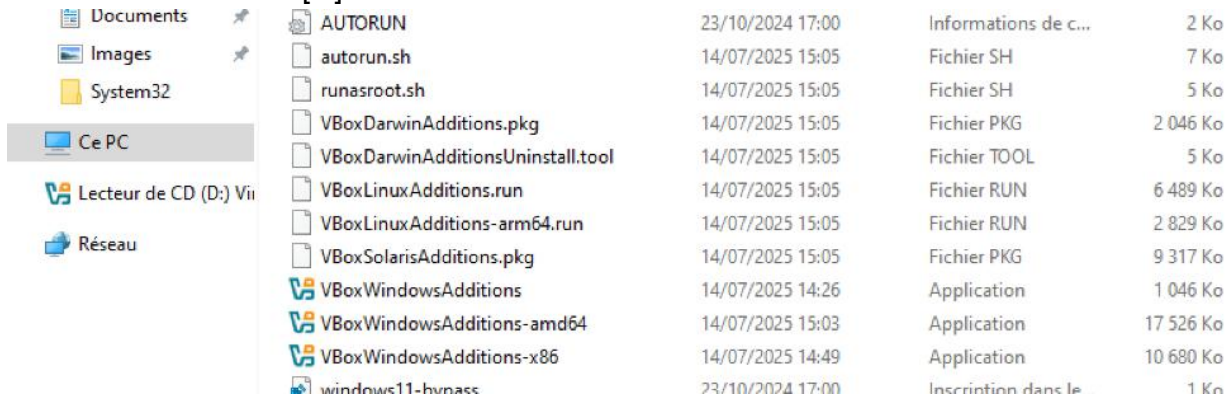 Documents
Images
System32
Ce PC
Lecteur de CD (D:) Vir
Réseau
AUTORUN 23/10/2024 17:00 Informations de c... 2 Ko
autorun.sh 14/07/2025 15:05 Fichier SH 7 Ko
runasroot.sh 14/07/2025 15:05 Fichier SH 5 Ko
VBoxDarwinAdditions.pkg 14/07/2025 15:05 Fichier PKG 2 046 Ko
VBoxDarwinAdditionsUninstall.tool 14/07/2025 15:05 Fichier TOOL 5 Ko
VBoxLinuxAdditions.run 14/07/2025 15:05 Fichier RUN 6 489 Ko
VBoxLinuxAdditions-arm64.run 14/07/2025 15:05 Fichier RUN 2 829 Ko
VBoxSolarisAdditions.pkg 14/07/2025 15:05 Fichier PKG 9 317 Ko
VBoxWindowsAdditions 14/07/2025 14:26 Application 1 046 Ko
VBoxWindowsAdditions-amd64 14/07/2025 15:03 Application 17 526 Ko
VBoxWindowsAdditions-x86 14/07/2025 14:49 Application 10 680 Ko
windows11-bypass 23/10/2024 17:00 Inscription dans le... 1 Ko